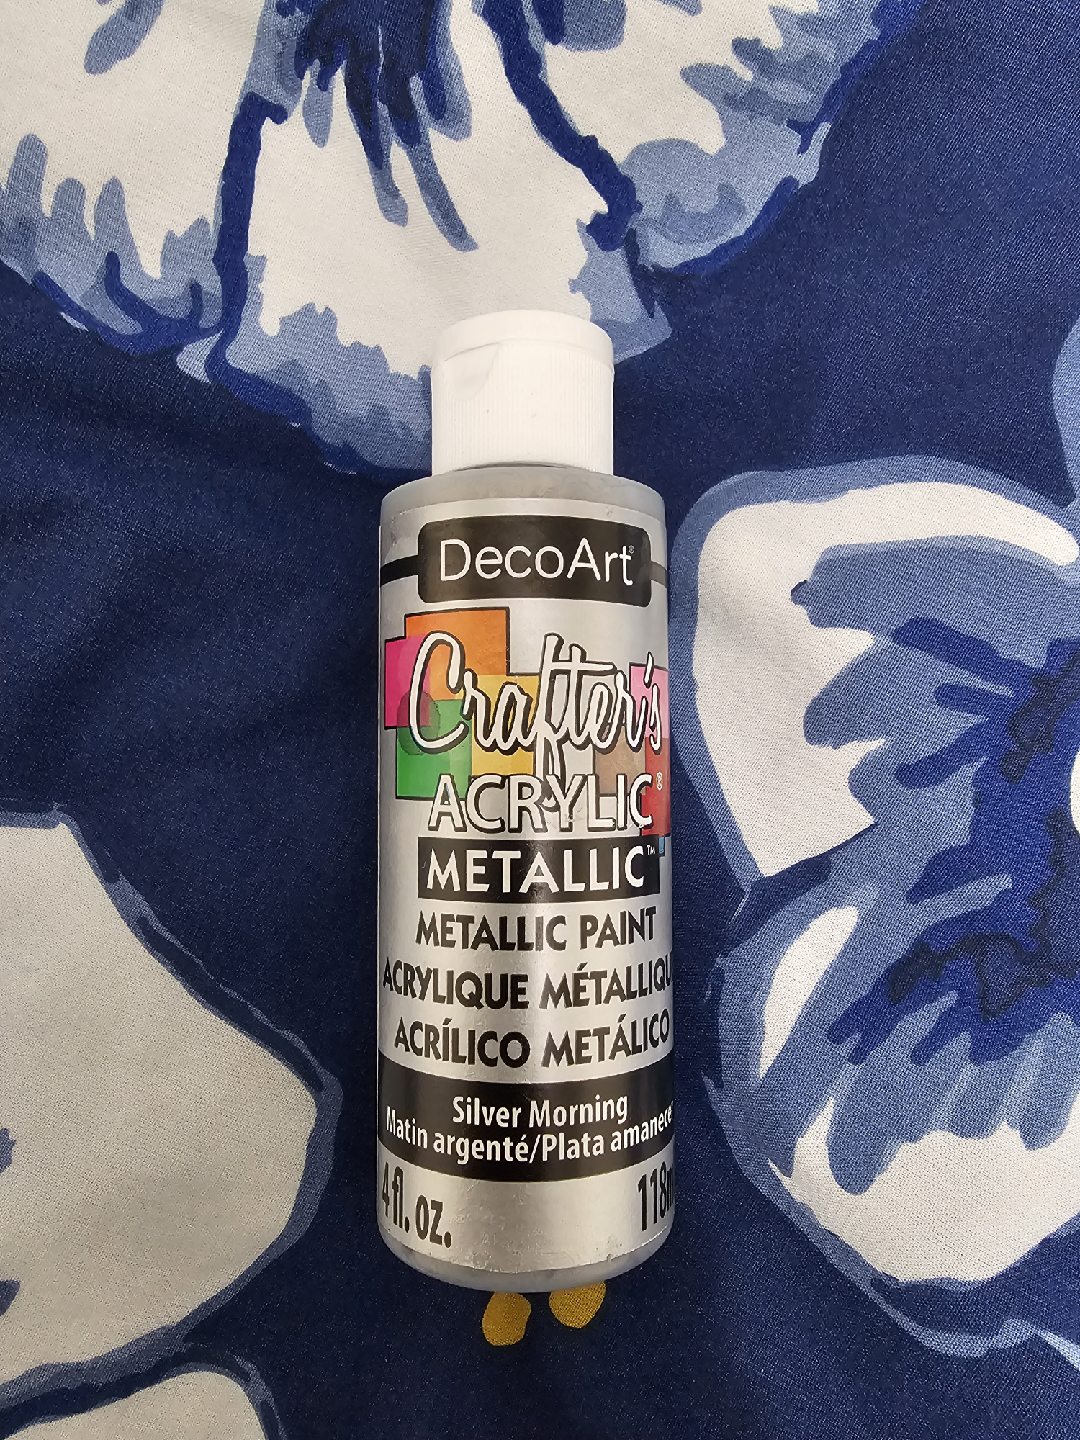 DecoArt®
Crafter's
ACRYLIC®
METALLIC™
METALLIC PAINT
ACRYLIQUE MÉTALLIQU
ACRÍLICO METÁLICO
Silver Morning
Matin argenté/Plata amanece
4 fl. oz. 118m